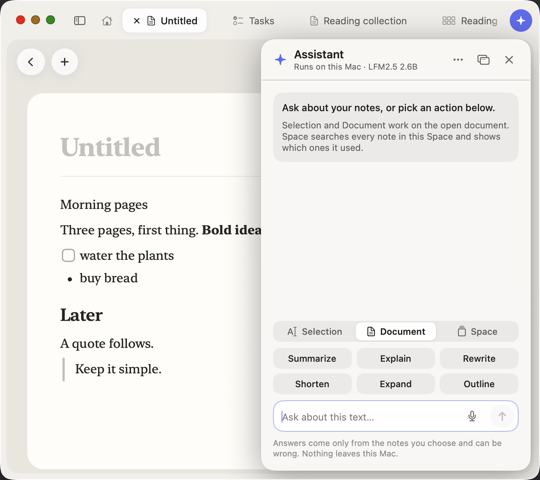 Untitled
Tasks
Reading collection
Reading
Untitled
Morning pages
Three pages, first thing. Bold idea
water the plants
• buy bread
Later
A quote follows.
Keep it simple.
Assistant
Runs on this Mac · LFM2.5 2.6B
Ask about your notes, or pick an action below.
Selection and Document work on the open document.
Space searches every note in this Space and shows
which ones it used.
Selection
Document
Space
Summarize
Explain
Rewrite
Shorten
Expand
Outline
Ask about this text...
Answers come only from the notes you choose and can be
wrong. Nothing leaves this Mac.